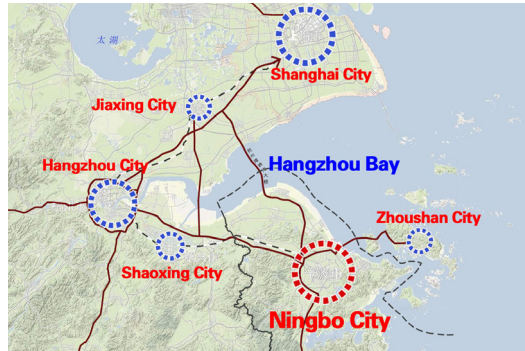 太湖
Shanghai City
Jiaxing City
Hangzhou City
Hangzhou Bay
Zhoushan City
Shaoxing City
Ningbo City